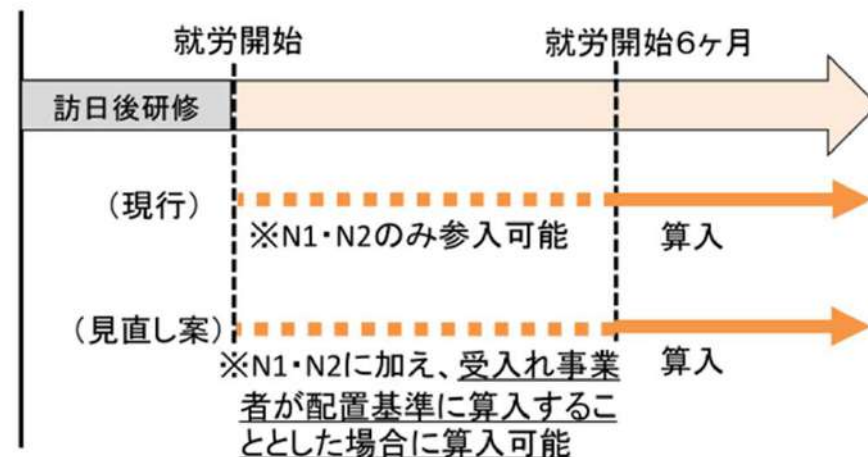 就労開始
就労開始6ヶ月
訪日後研修
（現行）
※N1・N2のみ参入可能
算入
（見直し案）
※N1・N2に加え、受入れ事業
者が配置基準に算入するこ
ととした場合に算入可能
算入